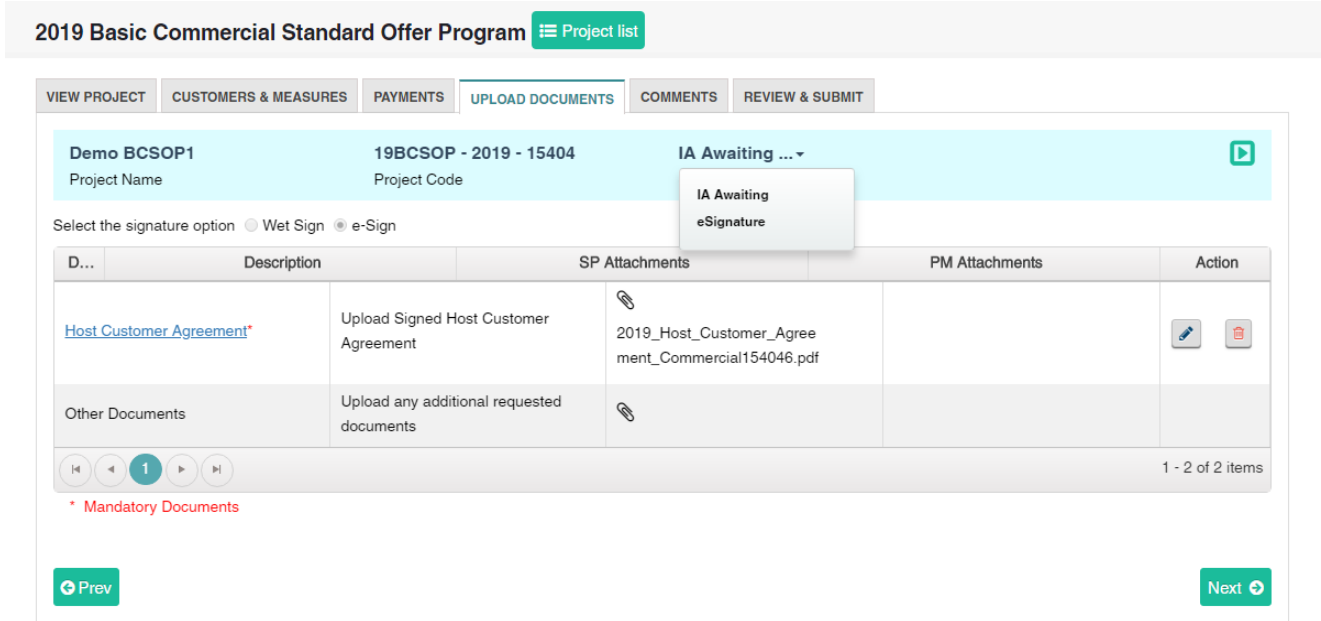 2019 Basic Commercial Standard Offer Program Project list
VIEW PROJECT CUSTOMERS & MEASURES PAYMENTS UPLOAD DOCUMENTS COMMENTS REVIEW & SUBMIT
Demo BCSOP1 19BCSOP - 2019 - 15404 IA Awaiting ...
Project Name Project Code
IA Awaiting
eSignature
Select the signature option Wet Sign e-Sign
D... Description SP Attachments PM Attachments Action
Host Customer Agreement*
Upload Signed Host Customer
Agreement
2019_Host_Customer_Agree
ment_Commercial154046.pdf
Other Documents
Upload any additional requested
documents
1 1 - 2 of 2 items
* Mandatory Documents
Prev Next